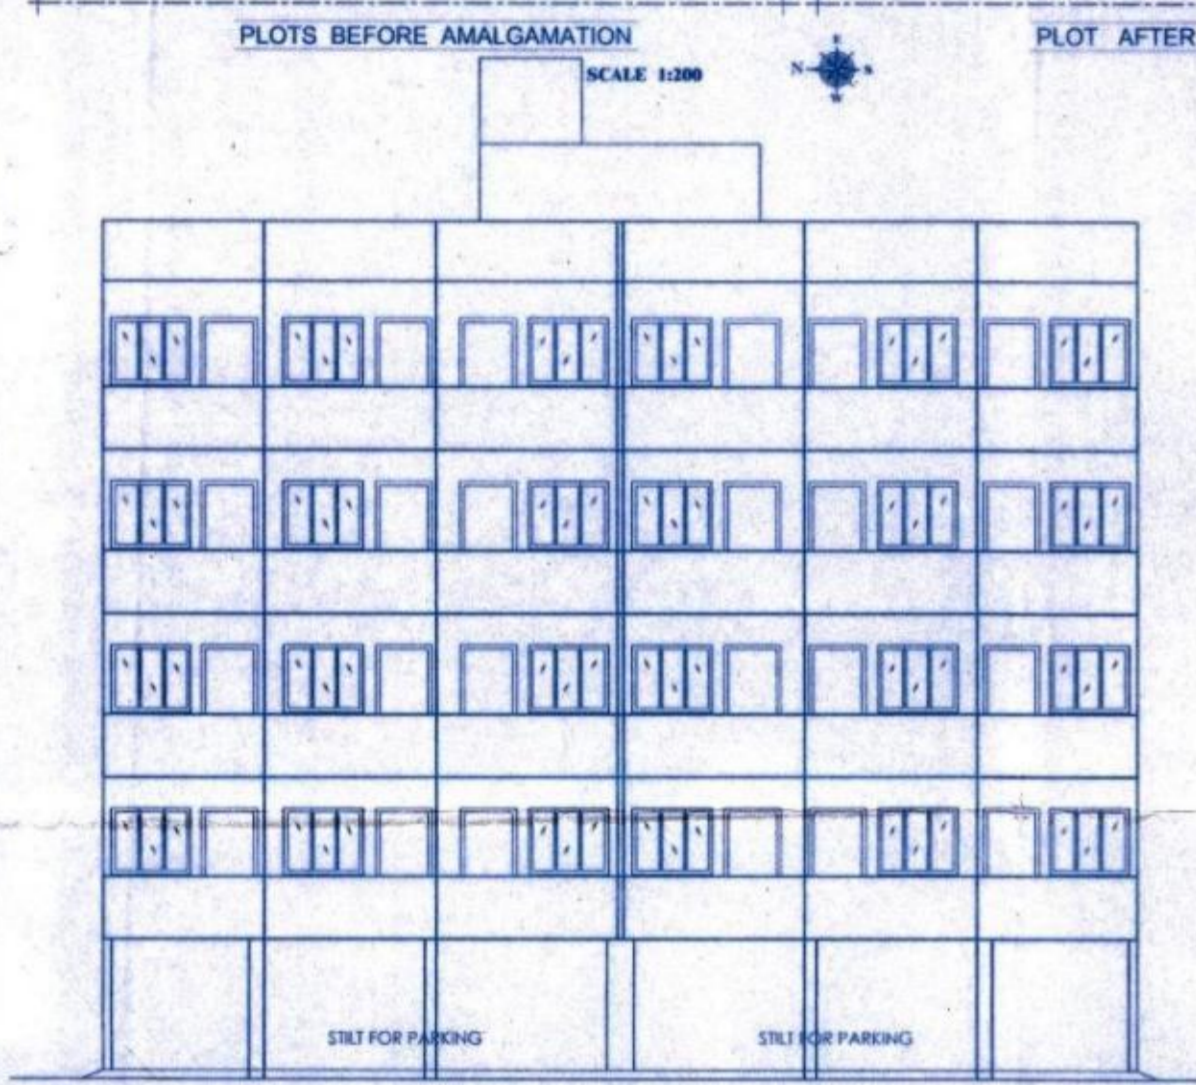 PLOTS BEFORE AMALGAMATION
PLOT AFTER
SCALE 1:200
E
N S
W
STILT FOR PARKING
STILT FOR PARKING